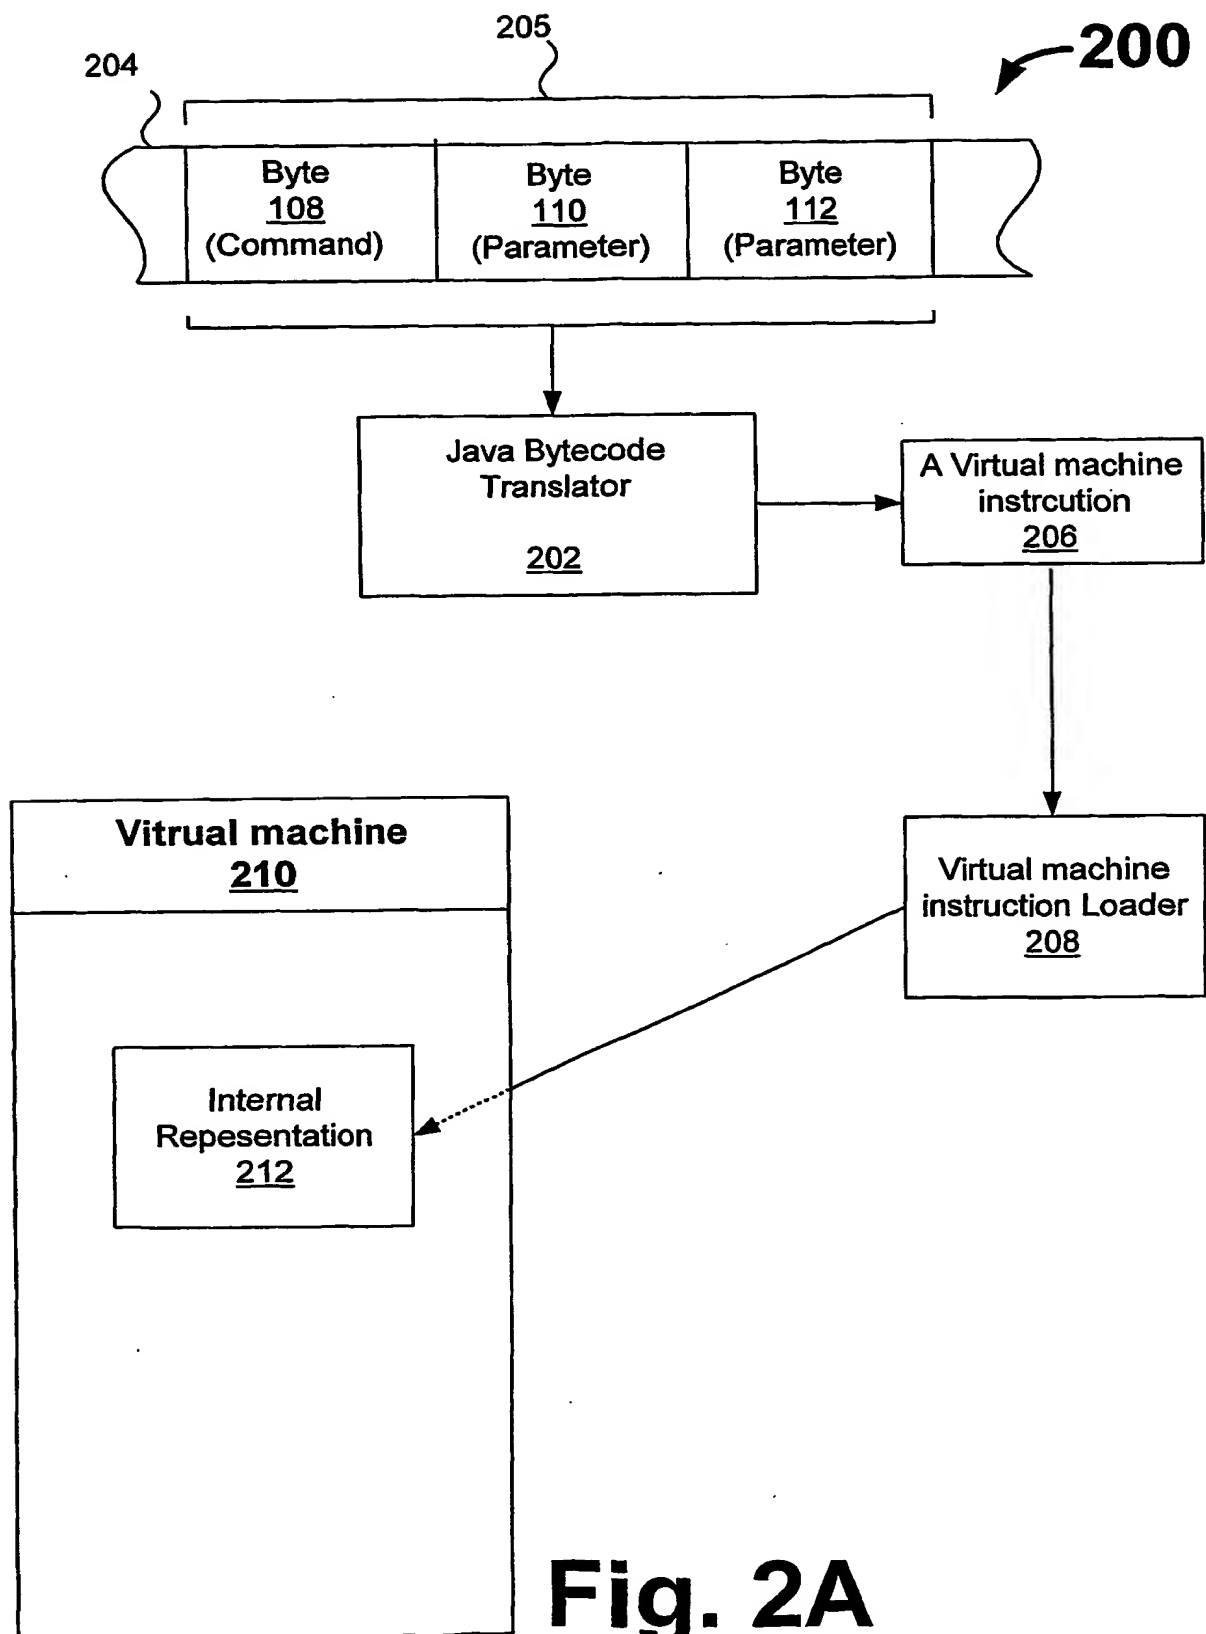 205
200
204
Byte
108
(Command)
Byte
110
(Parameter)
Byte
112
(Parameter)
Java Bytecode
Translator
202
A Virtual machine
instrcution
206
Vitrual machine
210
Virtual machine
instruction Loader
208
Internal
Repesentation
212
Fig. 2A